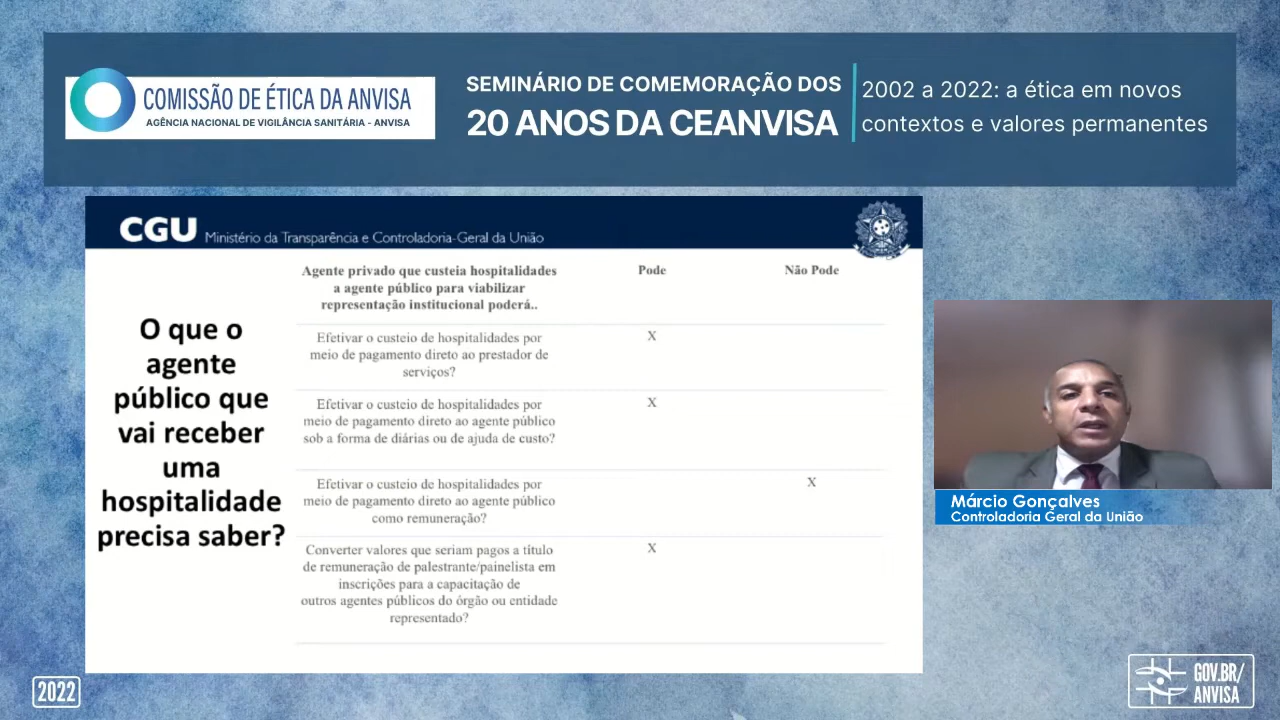 COMISSÃO DE ÉTICA DA ANVISA
AGÊNCIA NACIONAL DE VIGILÂNCIA SANITÁRIA - ANVISA
SEMINÁRIO DE COMEMORAÇÃO DOS
20 ANOS DA CEANVISA
2002 a 2022: a ética em novos
contextos e valores permanentes
CGU Ministério da Transparência e Controladoria-Geral da União
O que o
agente
público que
vai receber
uma
hospitalidade
precisa saber?
Agente privado que custeia hospitalidades
a agente público para viabilizar
representação institucional poderá..
Pode
Não Pode
Efetivar o custeio de hospitalidades por
meio de pagamento direto ao prestador de
serviços?
X
Efetivar o custeio de hospitalidades por
meio de pagamento direto ao agente público
sob a forma de diárias ou de ajuda de custo?
X
Efetivar o custeio de hospitalidades por
meio de pagamento direto ao agente público
como remuneração?
X
Converter valores que seriam pagos a título
de remuneração de palestrante/painelista em
inscrições para a capacitação de
outros agentes públicos do órgão ou entidade
representado?
X
Márcio Gonçalves
Controladoria Geral da União
2022
GOV.BR/
ANVISA